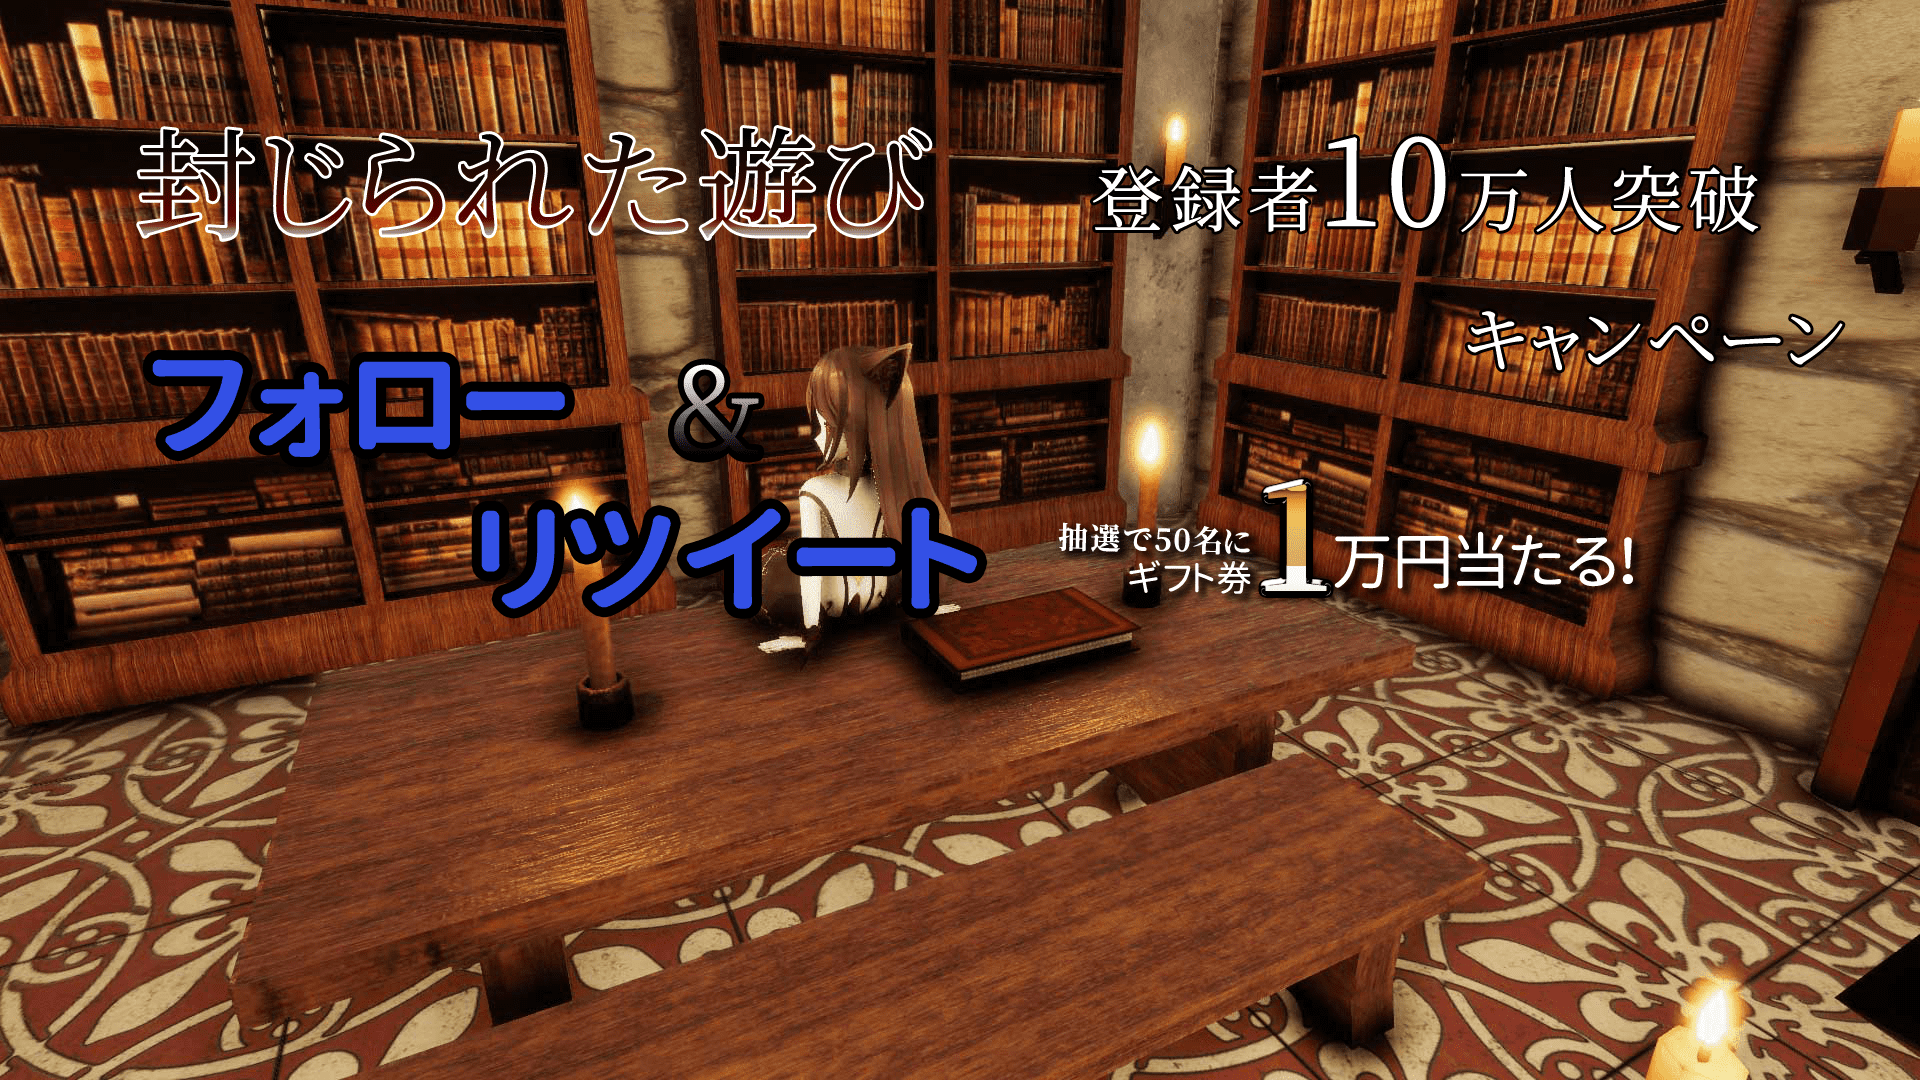 封じられた遊び
登録者10万人突破
キャンペーン
フォロー &
リツイート
抽選で50名に
ギフト券
1万円当たる!